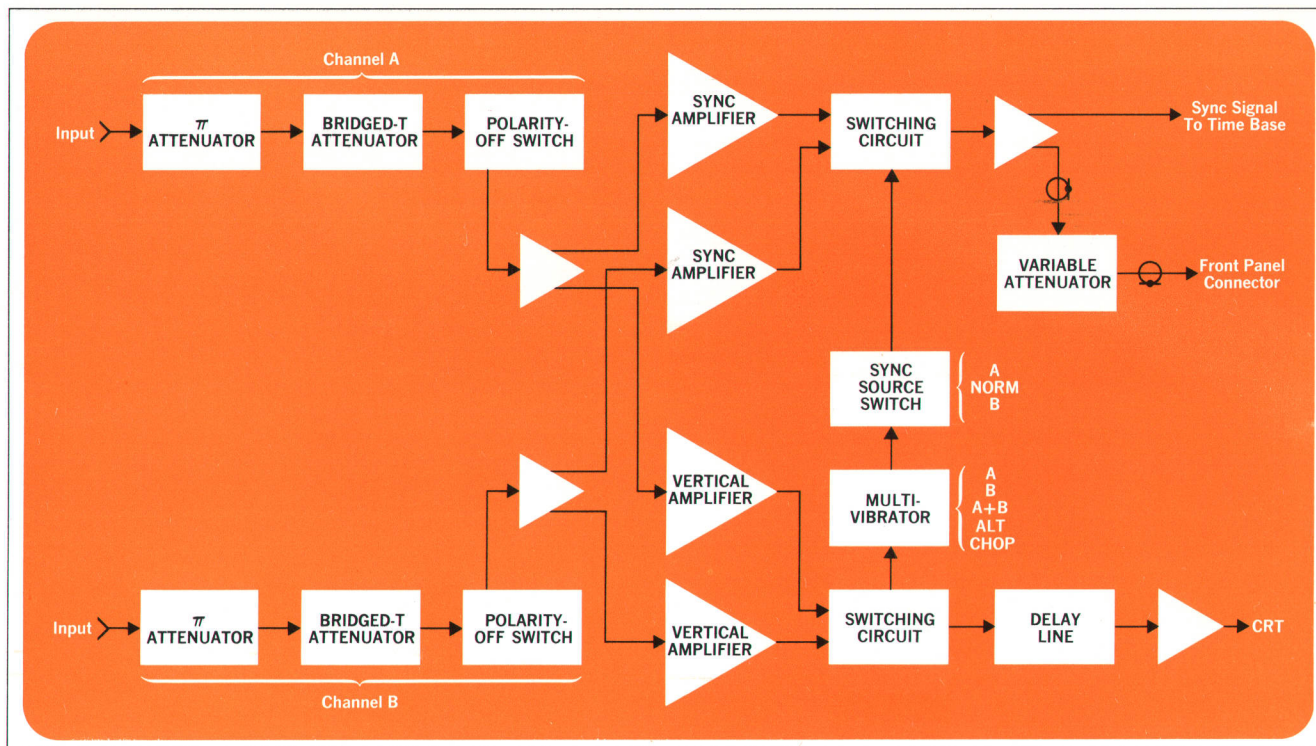 Channel A
Input
π
ATTENUATOR
BRIDGED-T
ATTENUATOR
POLARITY-
OFF SWITCH
SYNC
AMPLIFIER
SWITCHING
CIRCUIT
Sync Signal
To Time Base
SYNC
AMPLIFIER
VARIABLE
ATTENUATOR
Front Panel
Connector
SYNC
SOURCE
SWITCH
A
NORM
B
VERTICAL
AMPLIFIER
MULTI-
VIBRATOR
A
B
A+B
ALT
CHOP
Input
π
ATTENUATOR
BRIDGED-T
ATTENUATOR
POLARITY-
OFF SWITCH
Channel B
VERTICAL
AMPLIFIER
SWITCHING
CIRCUIT
DELAY
LINE
CRT